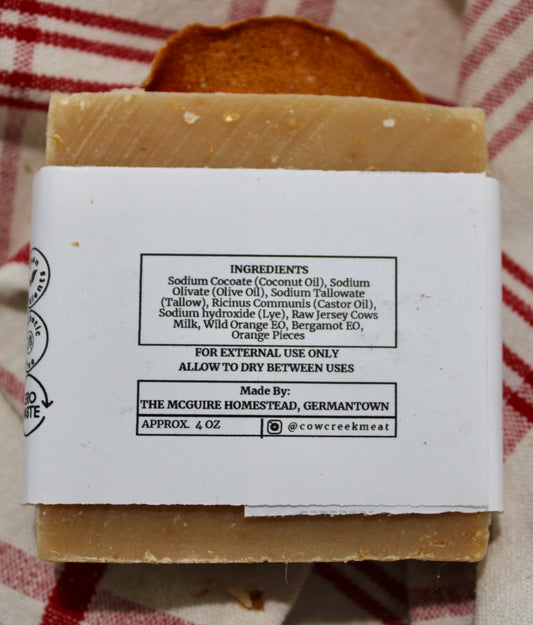 INGREDIENTS
Sodium Cocoate (Coconut Oil), Sodium
Olivate (Olive Oil), Sodium Tallowate
(Tallow), Ricinus Communis (Castor Oil),
Sodium hydroxide (Lye), Raw Jersey Cows
Milk, Wild Orange EO, Bergamot EO,
Orange Pieces
FOR EXTERNAL USE ONLY
ALLOW TO DRY BETWEEN USES
Made By:
THE MCGUIRE HOMESTEAD, GERMANTOWN
APPROX. 4 OZ
@cowcreekmeat